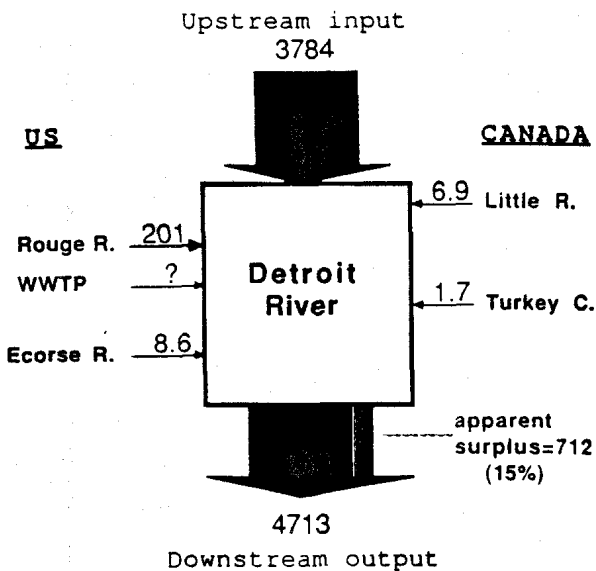 Upstream input
3784
US
CANADA
6.9
Little R.
Rouge R.
201
WWTP
?
Detroit
River
1.7
Turkey C.
Ecorse R.
8.6
apparent
surplus=712
(15%)
4713
Downstream output